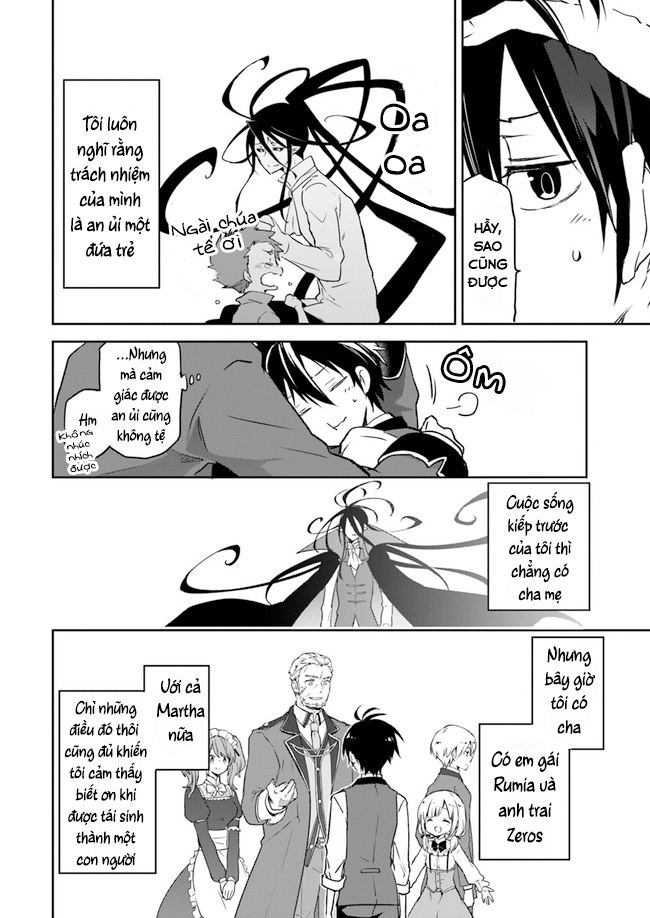 HẦY,
SAO
CŨNG
ĐƯỢC
Oa
Oa
Ngài chúa
tể ơi
Tôi luôn
nghĩ rằng
trách nhiệm
của mình
là an ủi một
đứa trẻ
Ôm
...Nhưng
mà cảm
giác được
an ủi cũng
không tệ
Hm
Không
nhúc
nhích
được
Cuộc sống
kiếp trước
của tôi thì
chẳng có
cha mẹ
Nhưng
bây giờ
tôi có
cha
Có em gái
Rumia và
anh trai
Zeros
Với cả
Martha
nữa
Chỉ những
điều đó thôi
cũng đủ khiến
tôi cảm thấy
biết ơn khi
được tái sinh
thành một
con người